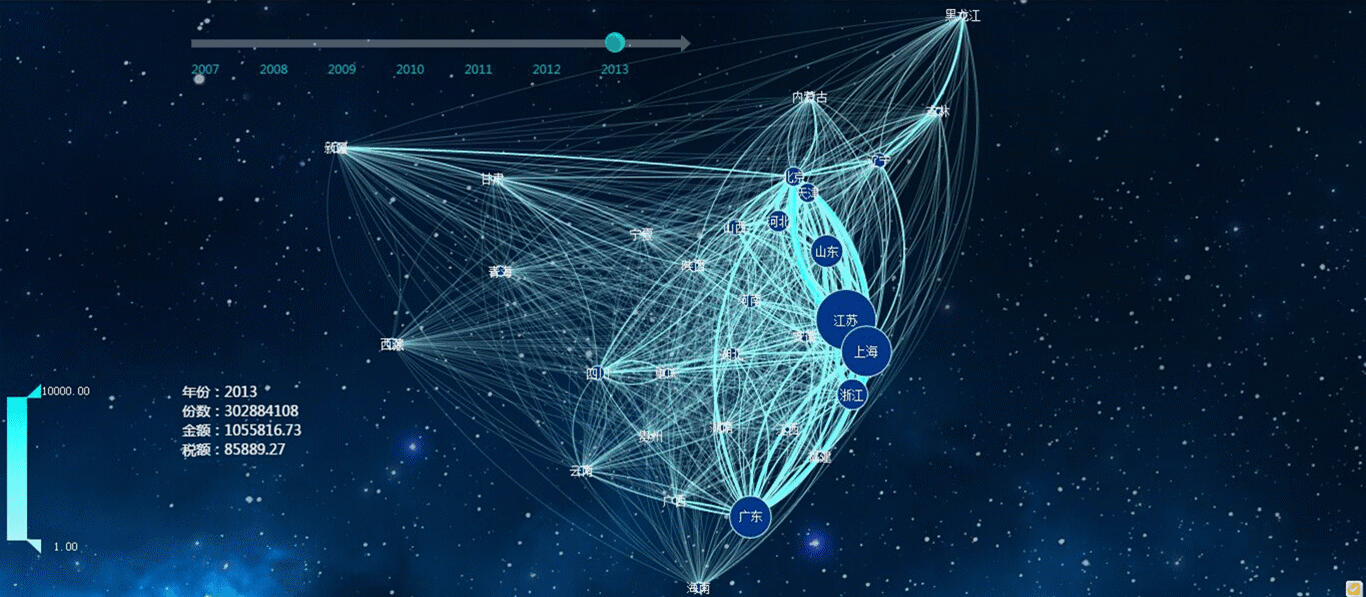 黑龙江
2007 2008 2009 2010 2011 2012 2013
内蒙古
吉林
新疆
辽宁
甘肃
北京
天津
河北
山西
宁夏
山东
陕西
青海
河南
江苏
安徽
西藏
上海
湖北
四川
重庆
10000.00
年份：2013
浙江
份数：302884108
金额：1055816.73
湖南
江西
贵州
税额：85889.27
福建
云南
广西
广东
1.00
海南